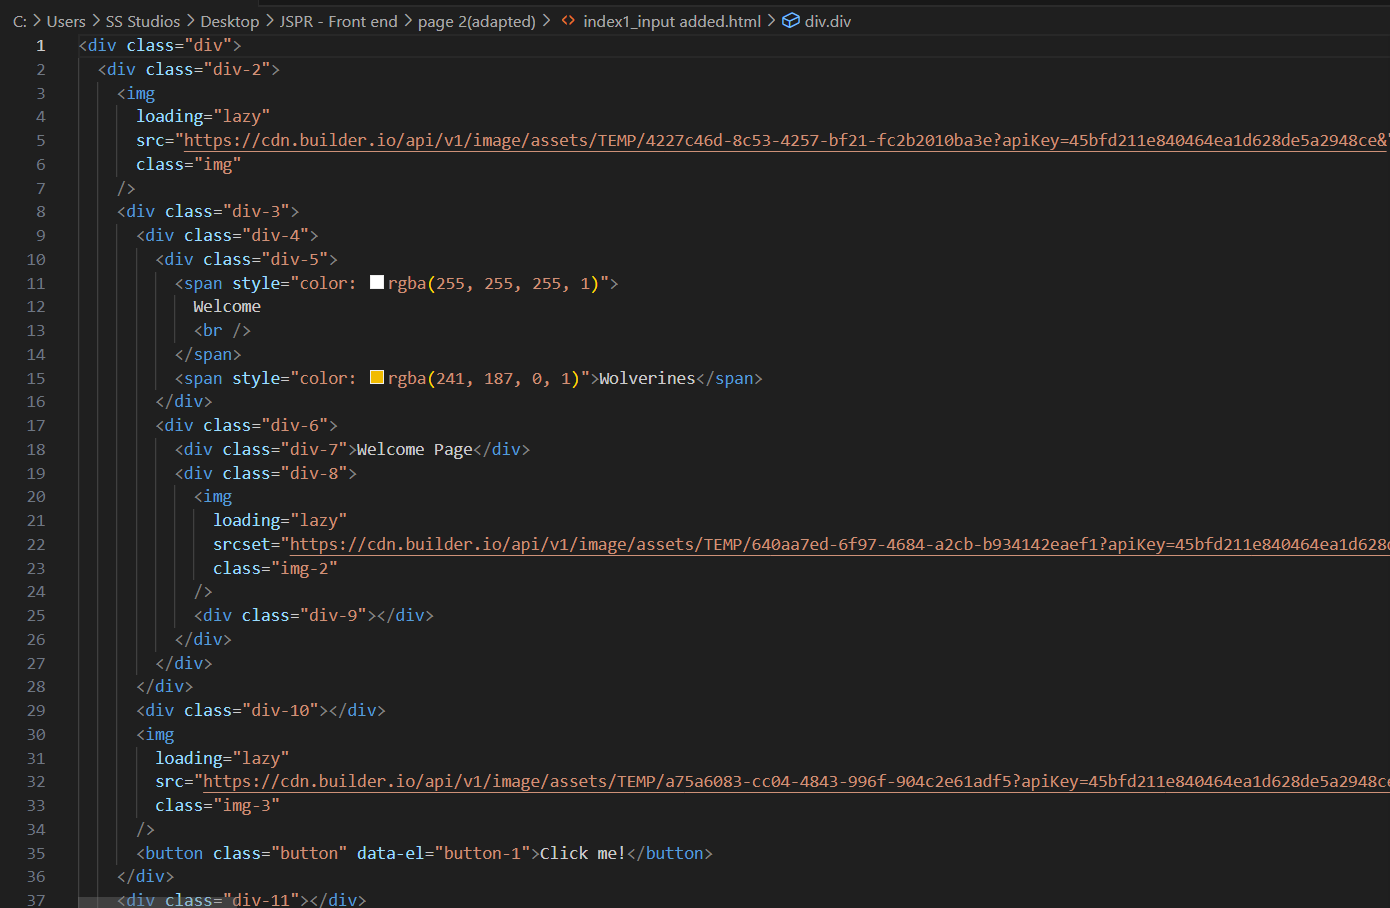 C: > Users > SS Studios > Desktop > JSPR - Front end > page 2(adapted) > <> index1_input added.html > div.div
1 <div class="div">
2 <div class="div-2">
3 <img
4 loading="lazy"
5 src="https://cdn.builder.io/api/v1/image/assets/TEMP/4227c46d-8c53-4257-bf21-fc2b2010ba3e?apiKey=45bfd211e840464ea1d628de5a2948ce&"
6 class="img"
7 />
8 <div class="div-3">
9 <div class="div-4">
10 <div class="div-5">
11 <span style="color: rgba(255, 255, 255, 1)">
12 Welcome
13 <br />
14 </span>
15 <span style="color: rgba(241, 187, 0, 1)">Wolverines</span>
16 </div>
17 <div class="div-6">
18 <div class="div-7">Welcome Page</div>
19 <div class="div-8">
20 <img
21 loading="lazy"
22 srcset="https://cdn.builder.io/api/v1/image/assets/TEMP/640aa7ed-6f97-4684-a2cb-b934142eaef1?apiKey=45bfd211e840464ea1d628d
23 class="img-2"
24 />
25 <div class="div-9"></div>
26 </div>
27 </div>
28 </div>
29 <div class="div-10"></div>
30 <img
31 loading="lazy"
32 src="https://cdn.builder.io/api/v1/image/assets/TEMP/a75a6083-cc04-4843-996f-904c2e61adf5?apiKey=45bfd211e840464ea1d628de5a2948ce
33 class="img-3"
34 />
35 <button class="button" data-el="button-1">Click me!</button>
36 </div>
37 <div class="div-11"></div>